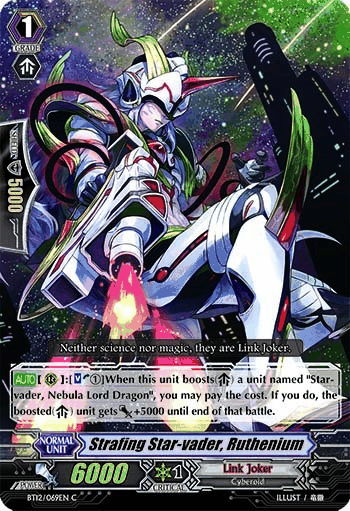 1
GRADE
SHIELD
5000
Neither science nor magic, they are Link Joker.
AUTO [ ]:[ ①] When this unit boosts( ) a unit named "Star-
vader, Nebula Lord Dragon", you may pay the cost. If you do, the
boosted( ) unit gets +5000 until end of that battle.
NORMAL
UNIT
Strafing Star-vader, Ruthenium
POWER
6000
1
CRITICAL
Link Joker
Cyberoid
BT12/069EN C
ILLUST / 竜徹